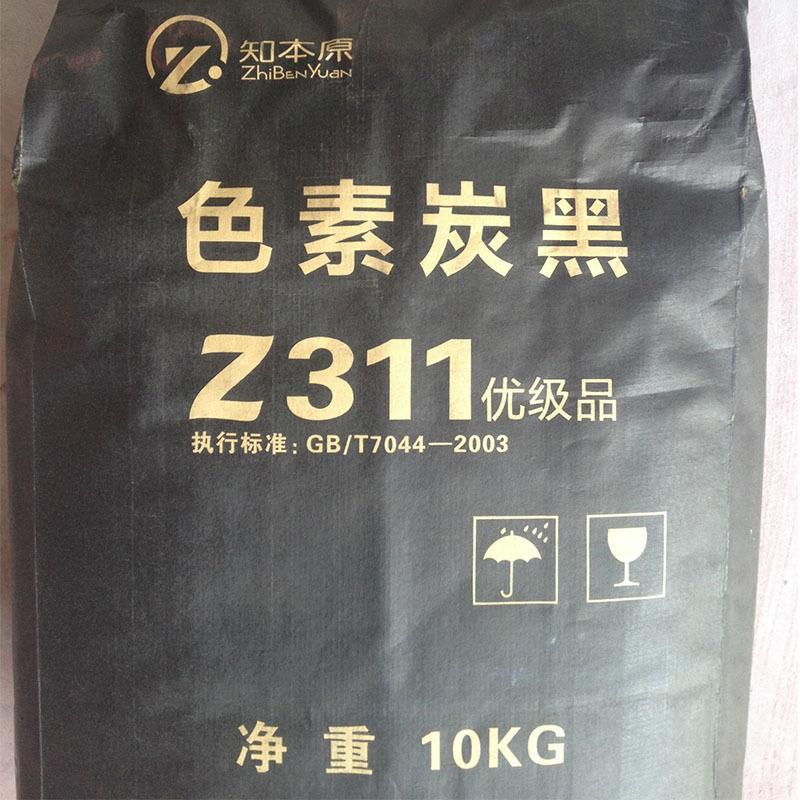 知本原
ZhiBenYuan
色素炭黑
Z311优级品
执行标准：GB/T7044—2003
净重 10KG